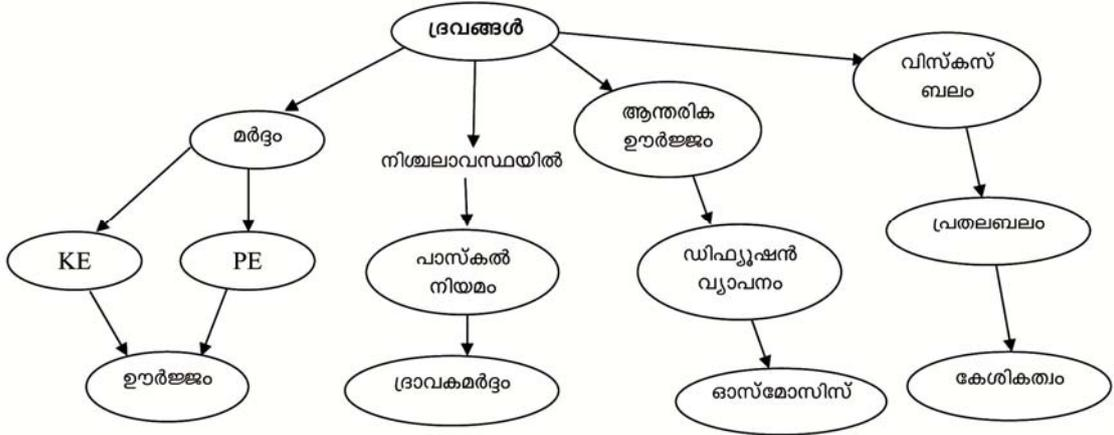 ദ്രവങ്ങൾ
വിസ്കസ്
ബലം
ആന്തരിക
ഊർജ്ജം
മർദ്ദം
നിശ്ചലാവസ്ഥയിൽ
പ്രതലബലം
KE
PE
പാസ്കൽ
നിയമം
ഡിഫ്യൂഷൻ
വ്യാപനം
ഊർജ്ജം
ദ്രാവകമർദ്ദം
ഓസ്മോസിസ്
കേശികത്വം